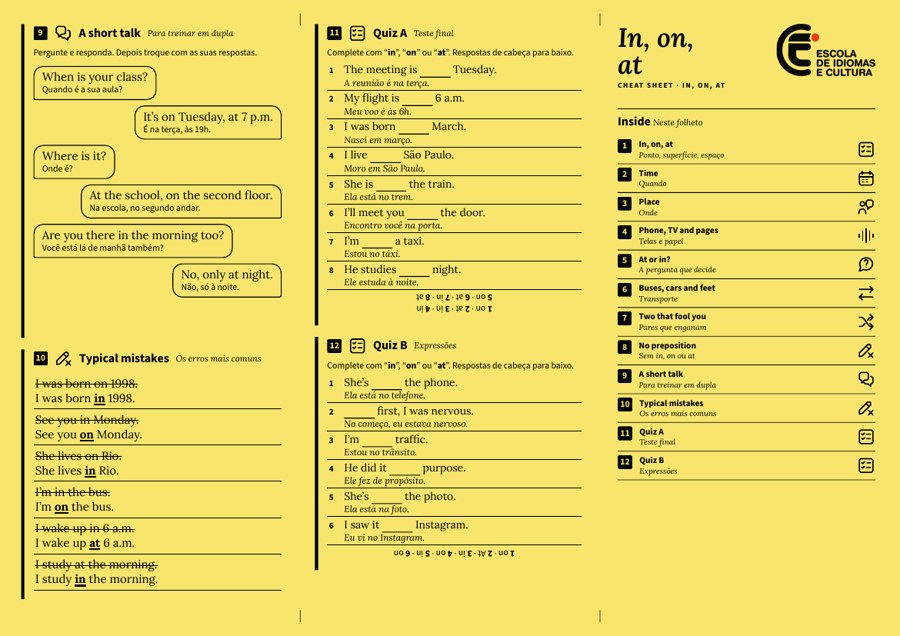 9 A short talk Para treinar em dupla
Pergunte e responda. Depois troque com as suas respostas.
When is your class?
Quando é a sua aula?
It's on Tuesday, at 7 p.m.
É na terça, às 19h.
Where is it?
Onde é?
At the school, on the second floor.
Na escola, no segundo andar.
Are you there in the morning too?
Você está lá de manhã também?
No, only at night.
Não, só à noite.
10 Typical mistakes Os erros mais comuns
I was born on 1998.
I was born in 1998.
See you in Monday.
See you on Monday.
She lives on Rio.
She lives in Rio.
I'm in the bus.
I'm on the bus.
I wake up in 6 a.m.
I wake up at 6 a.m.
I study at the morning.
I study in the morning.
11 Quiz A Teste final
Complete com “in”, “on” ou “at”. Respostas de cabeça para baixo.
1 The meeting is _____ Tuesday.
A reunião é na terça.
2 My flight is _____ 6 a.m.
Meu voo é às 6h.
3 I was born _____ March.
Nasci em março.
4 I live _____ São Paulo.
Moro em São Paulo.
5 She is _____ the train.
Ela está no trem.
6 I'll meet you _____ the door.
Encontro você na porta.
7 I'm _____ a taxi.
Estou no táxi.
8 He studies _____ night.
Ele estuda à noite.
1 on · 2 at · 3 in · 4 in
5 on · 6 at · 7 in · 8 at
12 Quiz B Expressões
Complete com “in”, “on” ou “at”. Respostas de cabeça para baixo.
1 She's _____ the phone.
Ela está no telefone.
2 _____ first, I was nervous.
No começo, eu estava nervoso.
3 I'm _____ traffic.
Estou no trânsito.
4 He did it _____ purpose.
Ele fez de propósito.
5 She's _____ the photo.
Ela está na foto.
6 I saw it _____ Instagram.
Eu vi no Instagram.
1 on · 2 At · 3 in · 4 on · 5 in · 6 on
In, on,
at
CHEAT SHEET · IN, ON, AT
ESCOLA
DE IDIOMAS
E CULTURA
Inside Neste folheto
1 In, on, at
Ponto, superfície, espaço
2 Time
Quando
3 Place
Onde
4 Phone, TV and pages
Telas e papel
5 At or in?
A pergunta que decide
6 Buses, cars and feet
Transporte
7 Two that fool you
Pares que enganam
8 No preposition
Sem in, on ou at
9 A short talk
Para treinar em dupla
10 Typical mistakes
Os erros mais comuns
11 Quiz A
Teste final
12 Quiz B
Expressões